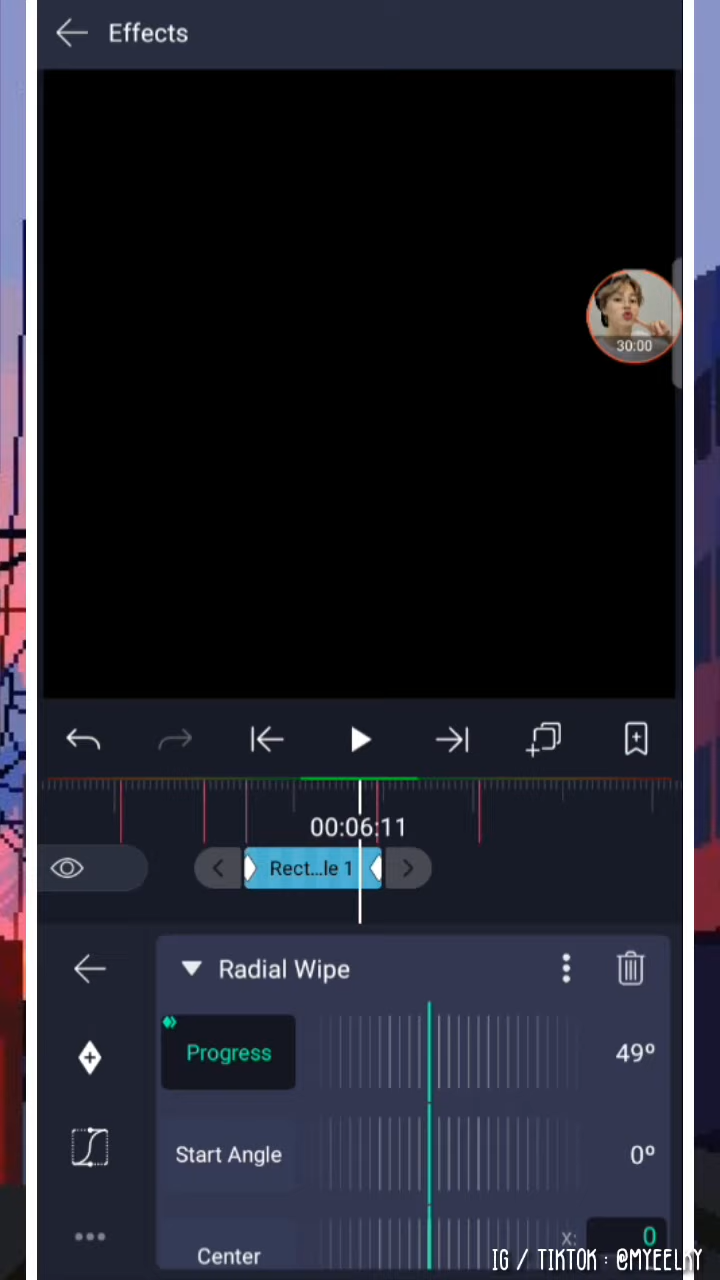 Effects
30:00
00:06:11
Rect...le 1
Radial Wipe
Progress
49º
Start Angle
0º
Center
x:
0
IG / TIKTOK : @MYEELKY